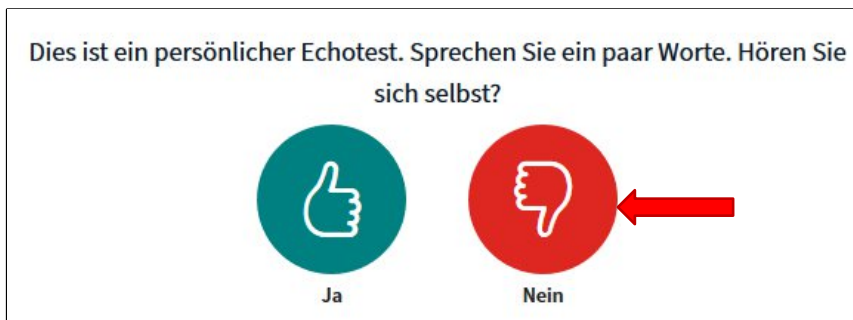 Dies ist ein persönlicher Echotest. Sprechen Sie ein paar Worte. Hören Sie
sich selbst?
Ja
Nein